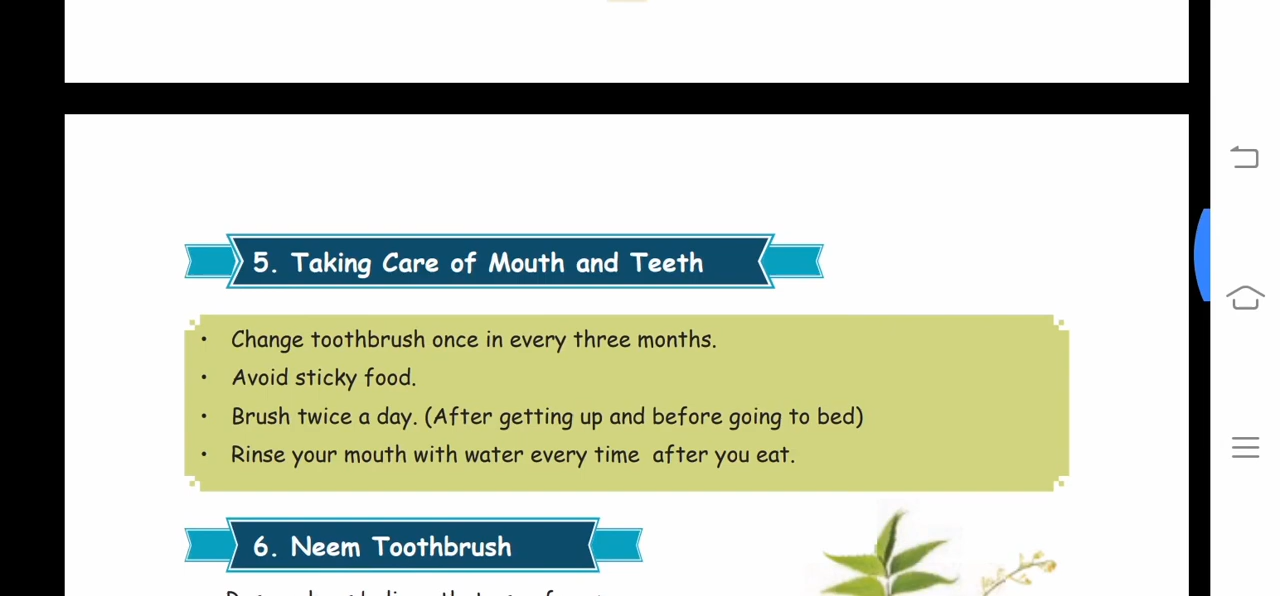 5. Taking Care of Mouth and Teeth
• Change toothbrush once in every three months.
• Avoid sticky food.
• Brush twice a day. (After getting up and before going to bed)
• Rinse your mouth with water every time after you eat.
6. Neem Toothbrush